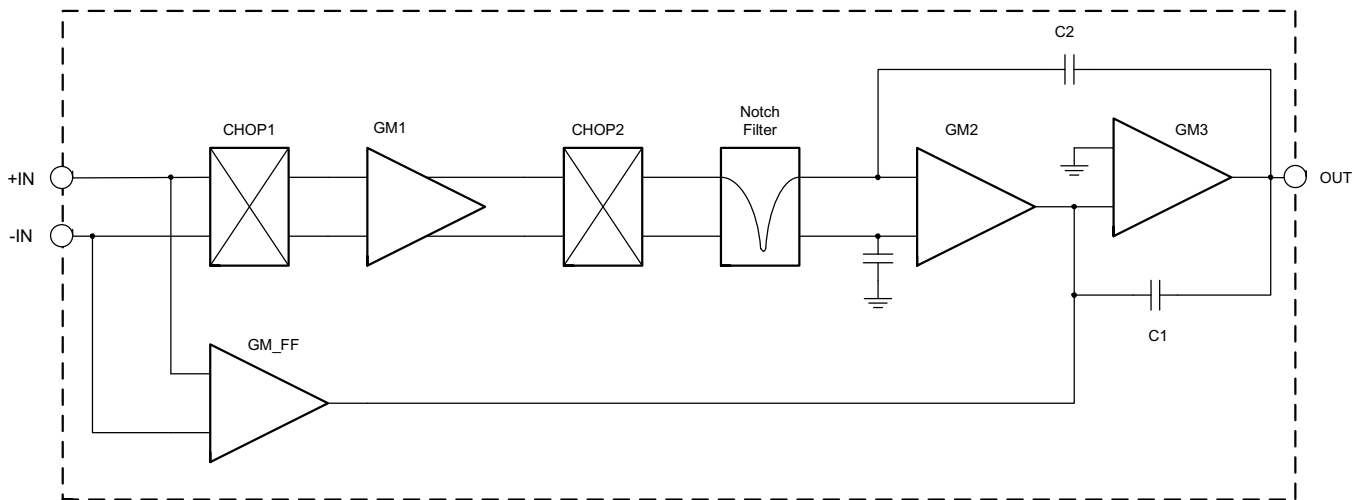 C2
Notch
Filter
CHOP1
GM1
CHOP2
GM2
GM3
+IN
OUT
-IN
C1
GM_FF